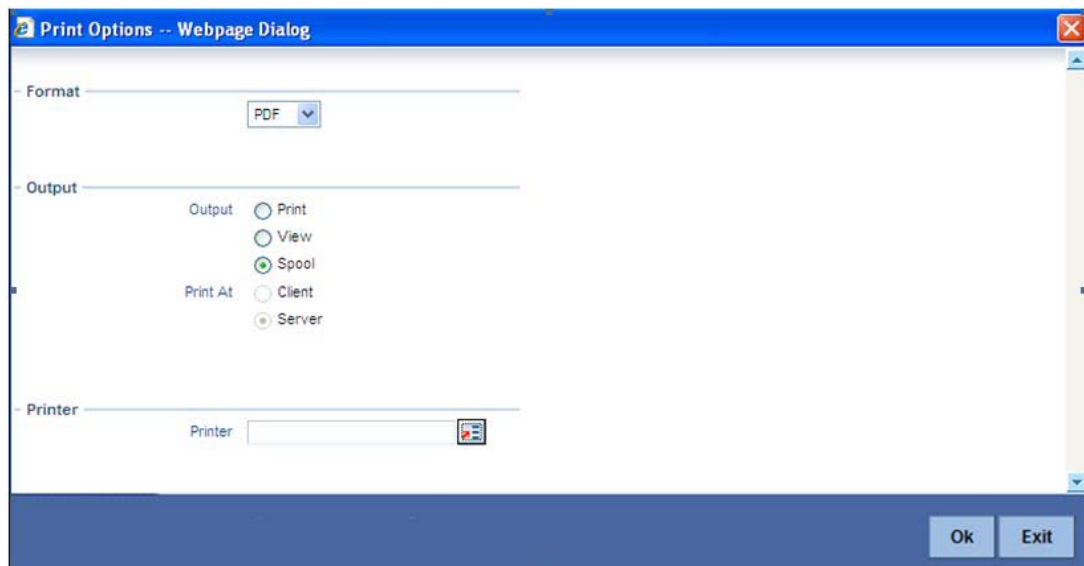 Print Options -- Webpage Dialog
Format
PDF
Output
Output Print
View
Spool
Print At Client
Server
Printer
Printer
Ok Exit